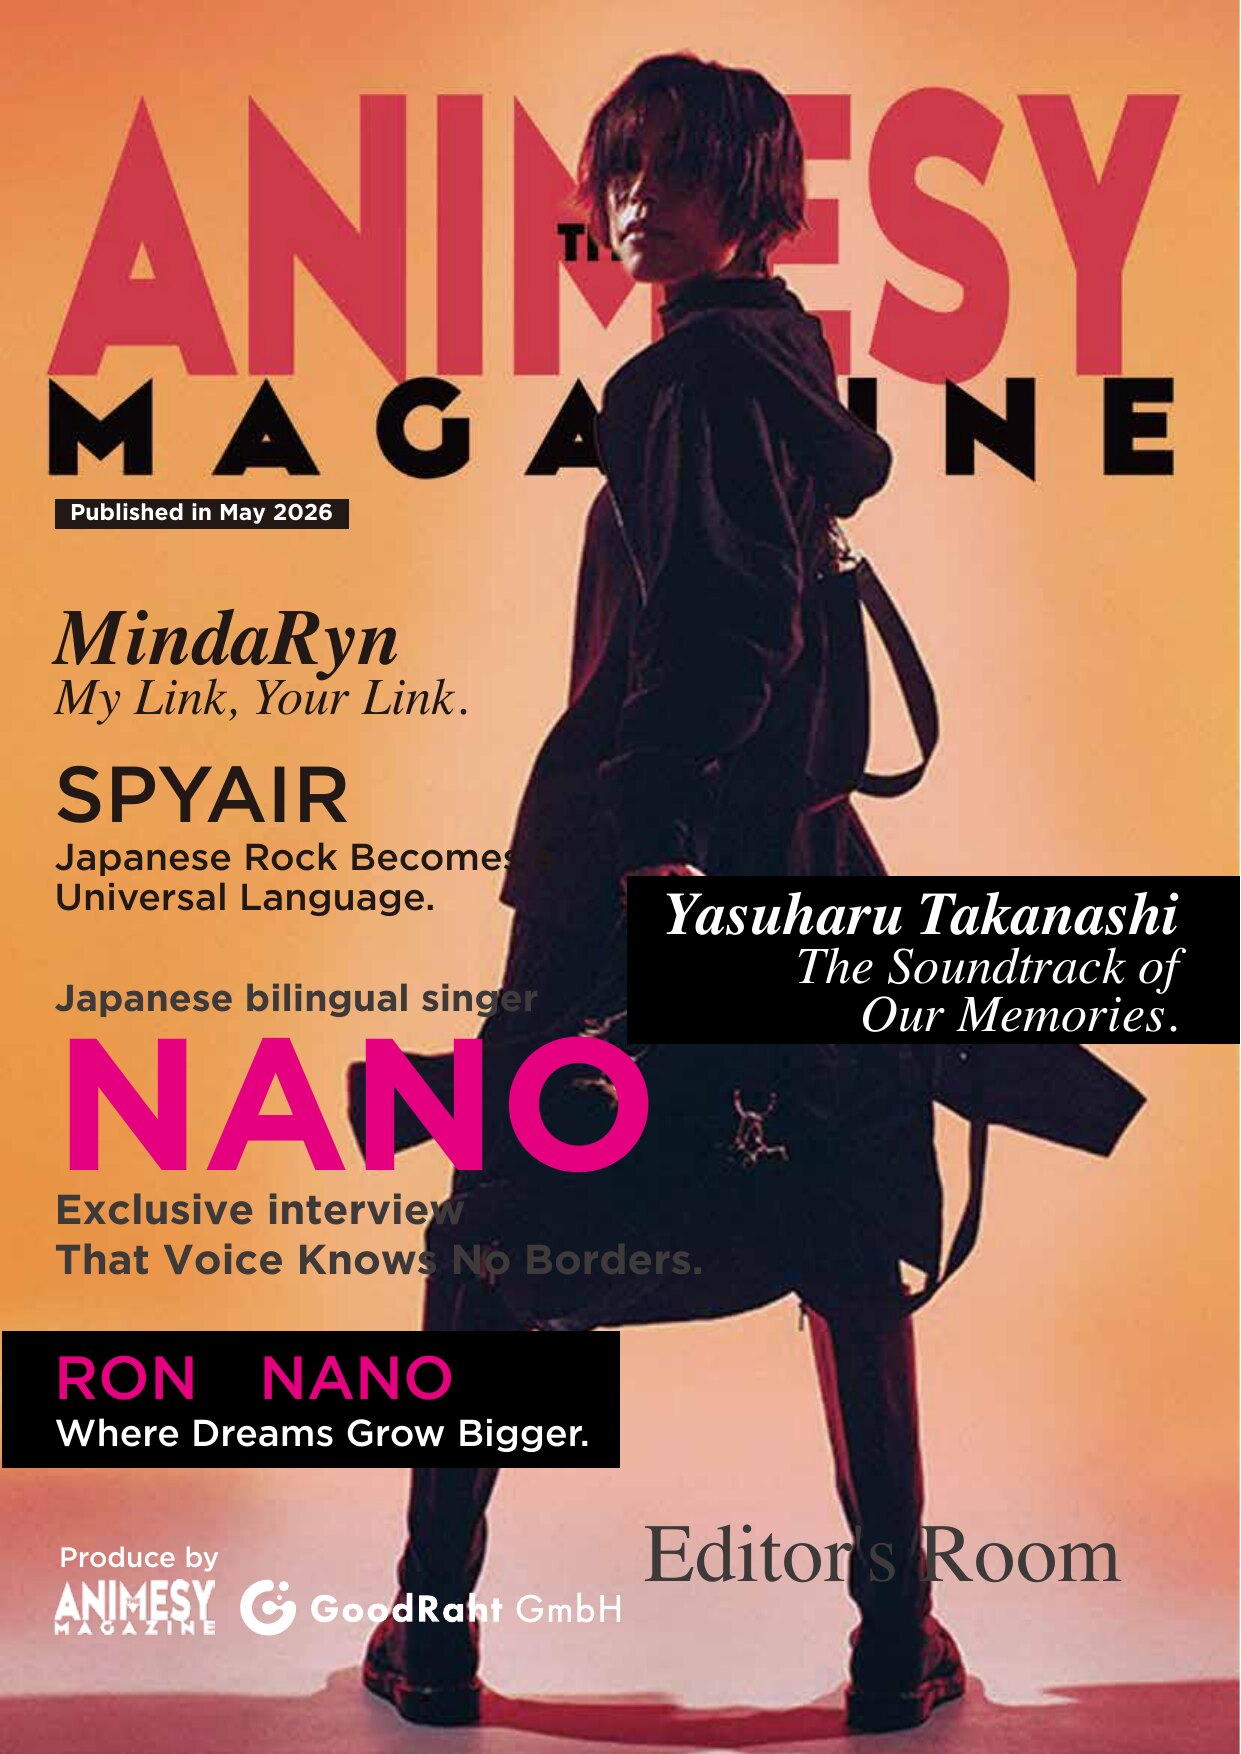 ANIMESY
MAGAZINE
Published in May 2026
MindaRyn
My Link, Your Link.
SPYAIR
Japanese Rock Becomes
Universal Language.
Yasuharu Takanashi
The Soundtrack of
Our Memories.
Japanese bilingual singer
NANO
Exclusive interview
That Voice Knows No Borders.
RON NANO
Where Dreams Grow Bigger.
Editor's Room
Produce by
ANIMESY
MAGAZINE
GoodRaht GmbH